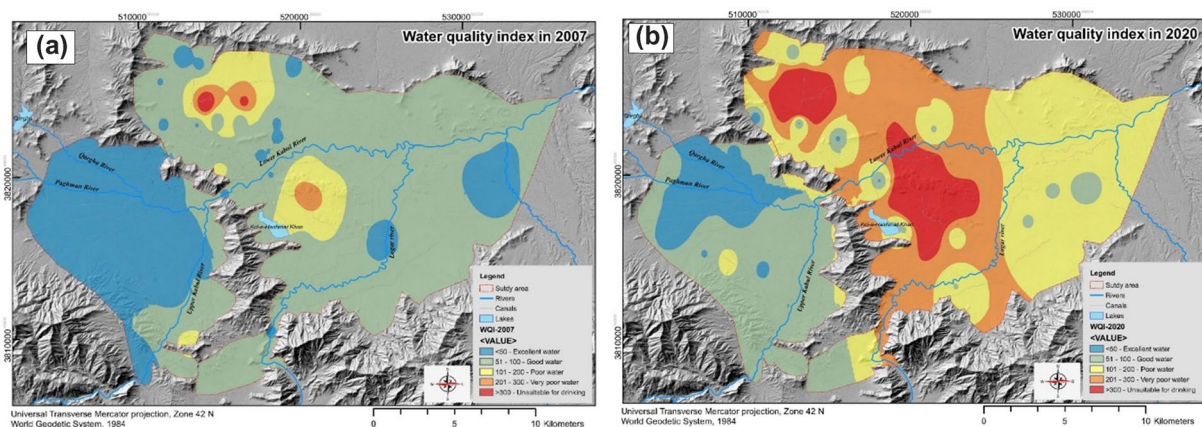 510000 520000 530000
(a)
Water quality index in 2007
Qargha
Qargha River
Paghman River
Lower Kabul River
Logar river
Upper Kabul River
3820000
3810000
Legend
Sutdy area
Rivers
Canals
Lakes
WQI-2007
<VALUE>
<50 - Excellent water
51 - 100 - Good water
101 - 200 - Poor water
201 - 300 - Very poor water
>300 - Unsuitable for drinking
Universal Transverse Mercator projection, Zone 42 N
World Geodetic System, 1984
0 5 10 Kilometers
510000 520000 530000
(b)
Water quality index in 2020
Qargha
Qargha River
Paghman River
Lower Kabul River
Logar river
Upper Kabul River
3820000
3810000
Legend
Sutdy area
Rivers
Canals
Lakes
WQI-2020
<VALUE>
<50 - Excellent water
51 - 100 - Good water
101 - 200 - Poor water
201 - 300 - Very poor water
>300 - Unsuitable for drinking
Universal Transverse Mercator projection, Zone 42 N
World Geodetic System, 1984
0 5 10 Kilometers